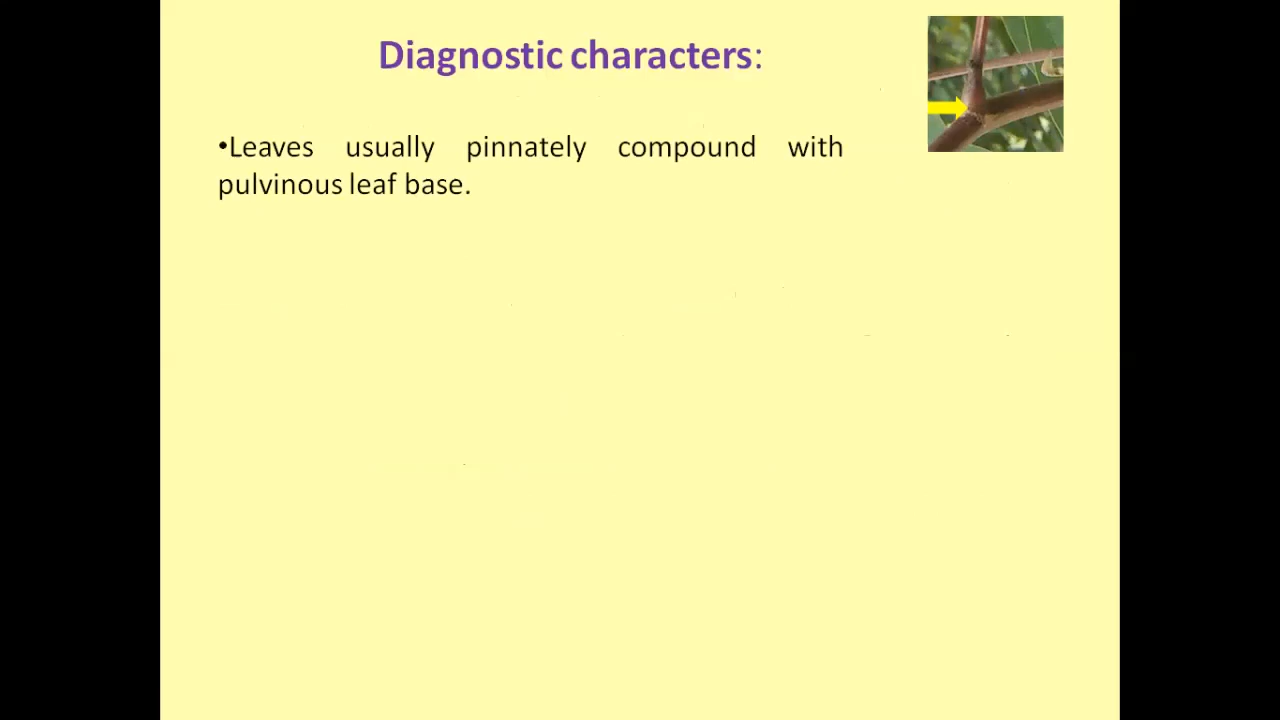 Diagnostic characters:
•Leaves usually pinnately compound with
pulvinous leaf base.